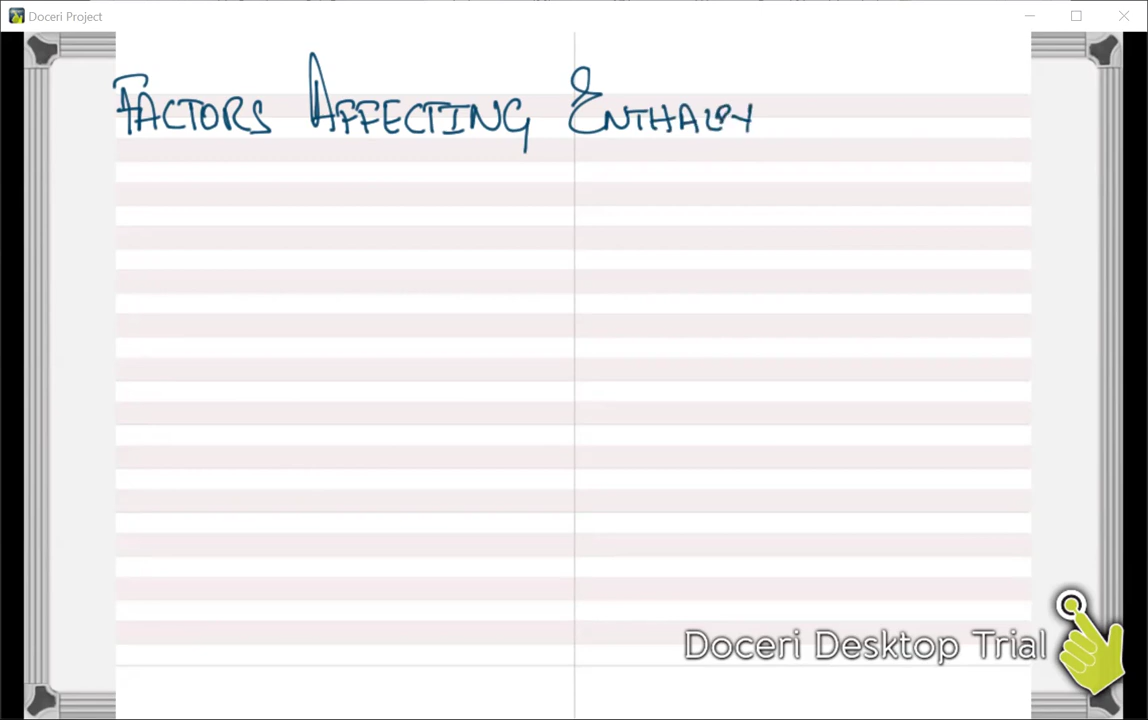 Doceri Project
FACTORS AFFECTING ENTHALPY
Doceri Desktop Trial